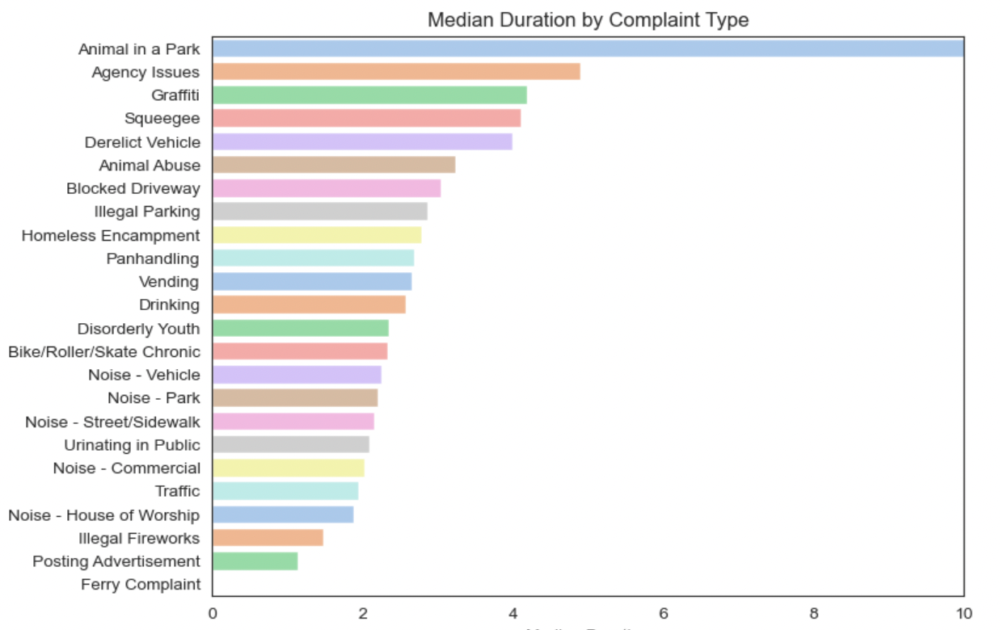 Median Duration by Complaint Type
Animal in a Park
Agency Issues
Graffiti
Squeegee
Derelict Vehicle
Animal Abuse
Blocked Driveway
Illegal Parking
Homeless Encampment
Panhandling
Vending
Drinking
Disorderly Youth
Bike/Roller/Skate Chronic
Noise - Vehicle
Noise - Park
Noise - Street/Sidewalk
Urinating in Public
Noise - Commercial
Traffic
Noise - House of Worship
Illegal Fireworks
Posting Advertisement
Ferry Complaint
0 2 4 6 8 10